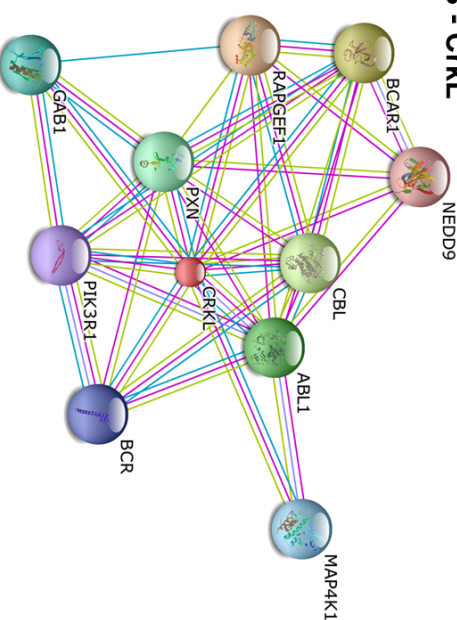 CrkL
BCAR1
RAPGEF1
NEDD9
GAB1
PXN
CBL
CRKL
PIK3R1
ABL1
BCR
MAP4K1